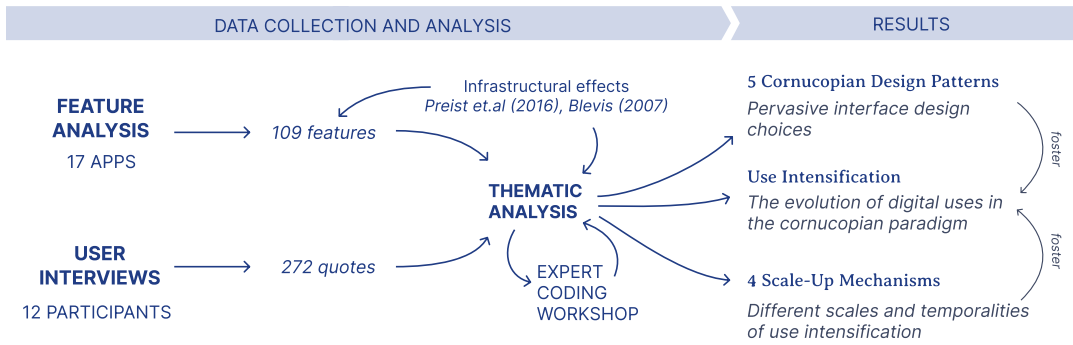 DATA COLLECTION AND ANALYSIS
RESULTS
FEATURE
ANALYSIS
17 APPS
109 features
Infrastructural effects
Preist et.al (2016), Blevis (2007)
USER
INTERVIEWS
12 PARTICIPANTS
272 quotes
THEMATIC
ANALYSIS
EXPERT
CODING
WORKSHOP
5 Cornucopian Design Patterns
Pervasive interface design
choices
foster
Use Intensification
The evolution of digital uses in
the cornucopian paradigm
foster
4 Scale-Up Mechanisms
Different scales and temporalities
of use intensification